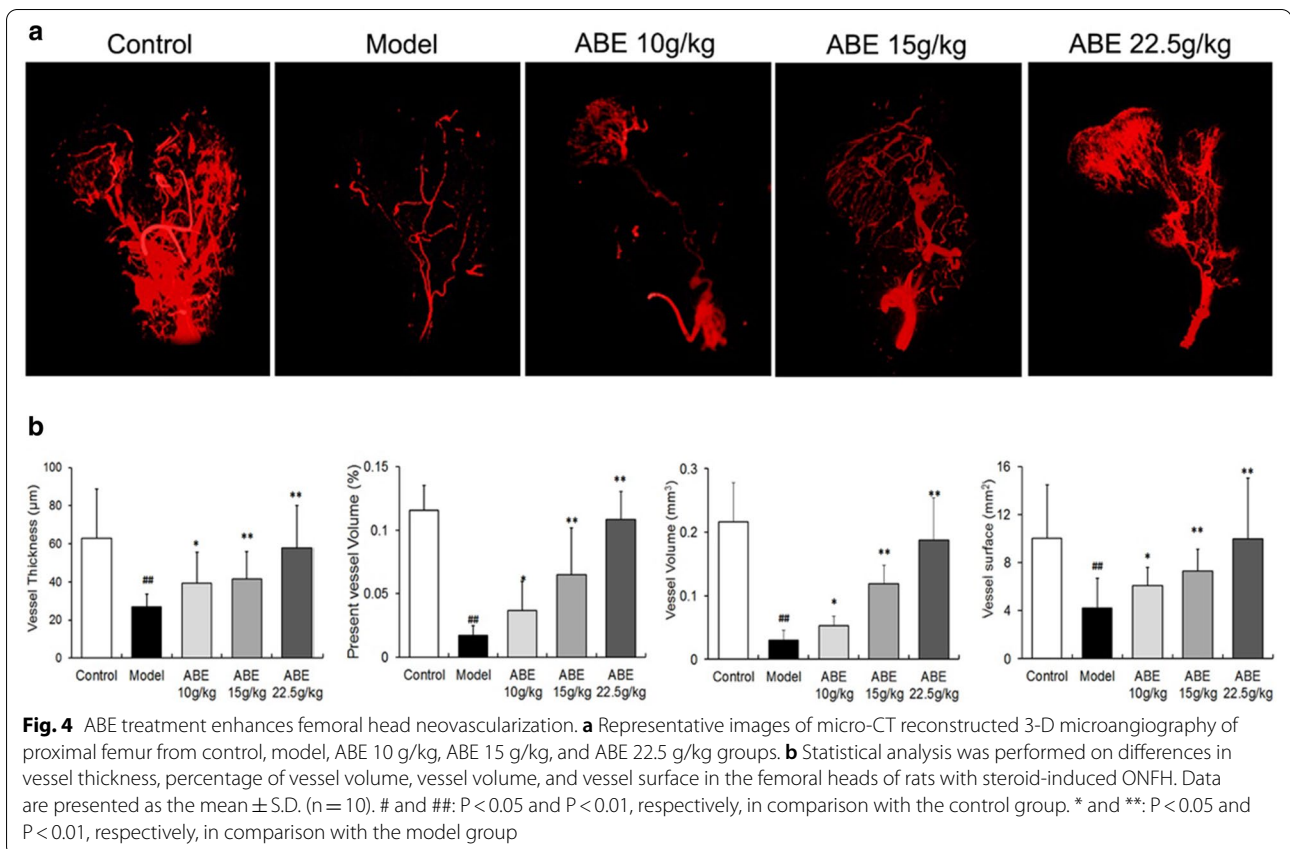 a
Control Model ABE 10g/kg ABE 15g/kg ABE 22.5g/kg
b
Vessel Thickness (μm)
100
80
60
40
20
0
##
*
**
**
Control Model ABE 10g/kg ABE 15g/kg ABE 22.5g/kg
Present vessel Volume (%)
0.15
0.1
0.05
0
##
*
**
**
Control Model ABE 10g/kg ABE 15g/kg ABE 22.5g/kg
Vessel Volume (mm³)
0.3
0.2
0.1
0
##
*
**
**
Control Model ABE 10g/kg ABE 15g/kg ABE 22.5g/kg
Vessel surface (mm²)
16
12
8
4
0
##
*
**
**
Control Model ABE 10g/kg ABE 15g/kg ABE 22.5g/kg
Fig. 4 ABE treatment enhances femoral head neovascularization. a Representative images of micro-CT reconstructed 3-D microangiography of
proximal femur from control, model, ABE 10 g/kg, ABE 15 g/kg, and ABE 22.5 g/kg groups. b Statistical analysis was performed on differences in
vessel thickness, percentage of vessel volume, vessel volume, and vessel surface in the femoral heads of rats with steroid-induced ONFH. Data
are presented as the mean ± S.D. (n = 10). # and ##: P < 0.05 and P < 0.01, respectively, in comparison with the control group. * and **: P < 0.05 and
P < 0.01, respectively, in comparison with the model group